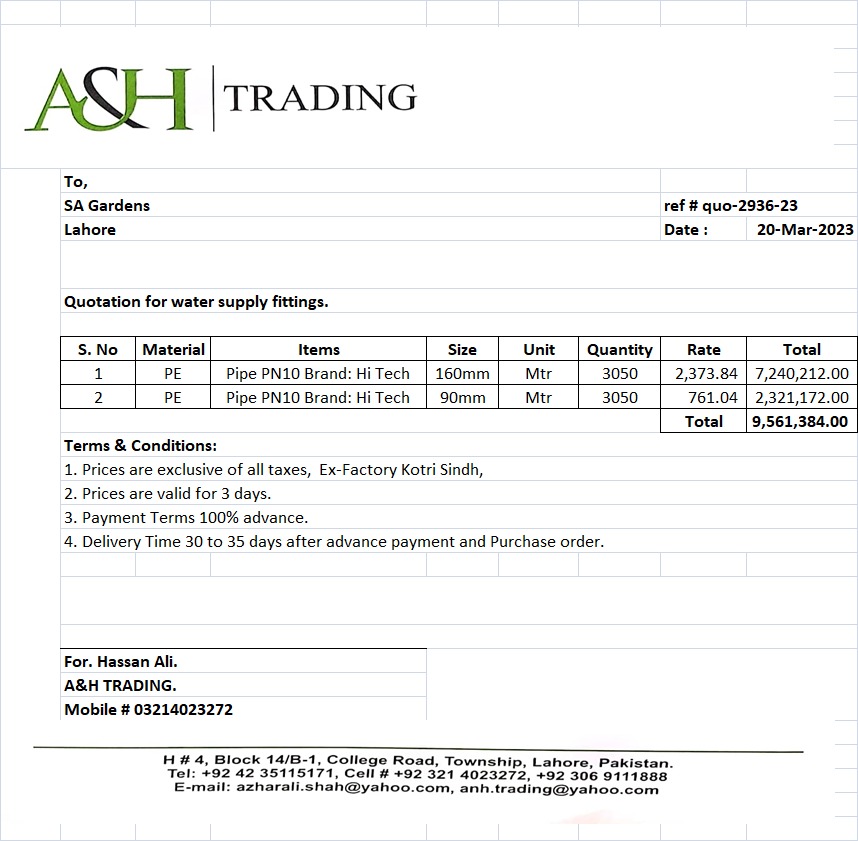 A&H TRADING
To,
SA Gardens
ref # quo-2936-23
Lahore
Date : 20-Mar-2023
Quotation for water supply fittings.
S. No Material Items Size Unit Quantity Rate Total
1 PE Pipe PN10 Brand: Hi Tech 160mm Mtr 3050 2,373.84 7,240,212.00
2 PE Pipe PN10 Brand: Hi Tech 90mm Mtr 3050 761.04 2,321,172.00
Total 9,561,384.00
Terms & Conditions:
1. Prices are exclusive of all taxes, Ex-Factory Kotri Sindh,
2. Prices are valid for 3 days.
3. Payment Terms 100% advance.
4. Delivery Time 30 to 35 days after advance payment and Purchase order.
For. Hassan Ali.
A&H TRADING.
Mobile # 03214023272
H # 4, Block 14/B-1, College Road, Township, Lahore, Pakistan.
Tel: +92 42 35115171, Cell # +92 321 4023272, +92 306 9111888
E-mail: azharali.shah@yahoo.com, anh.trading@yahoo.com